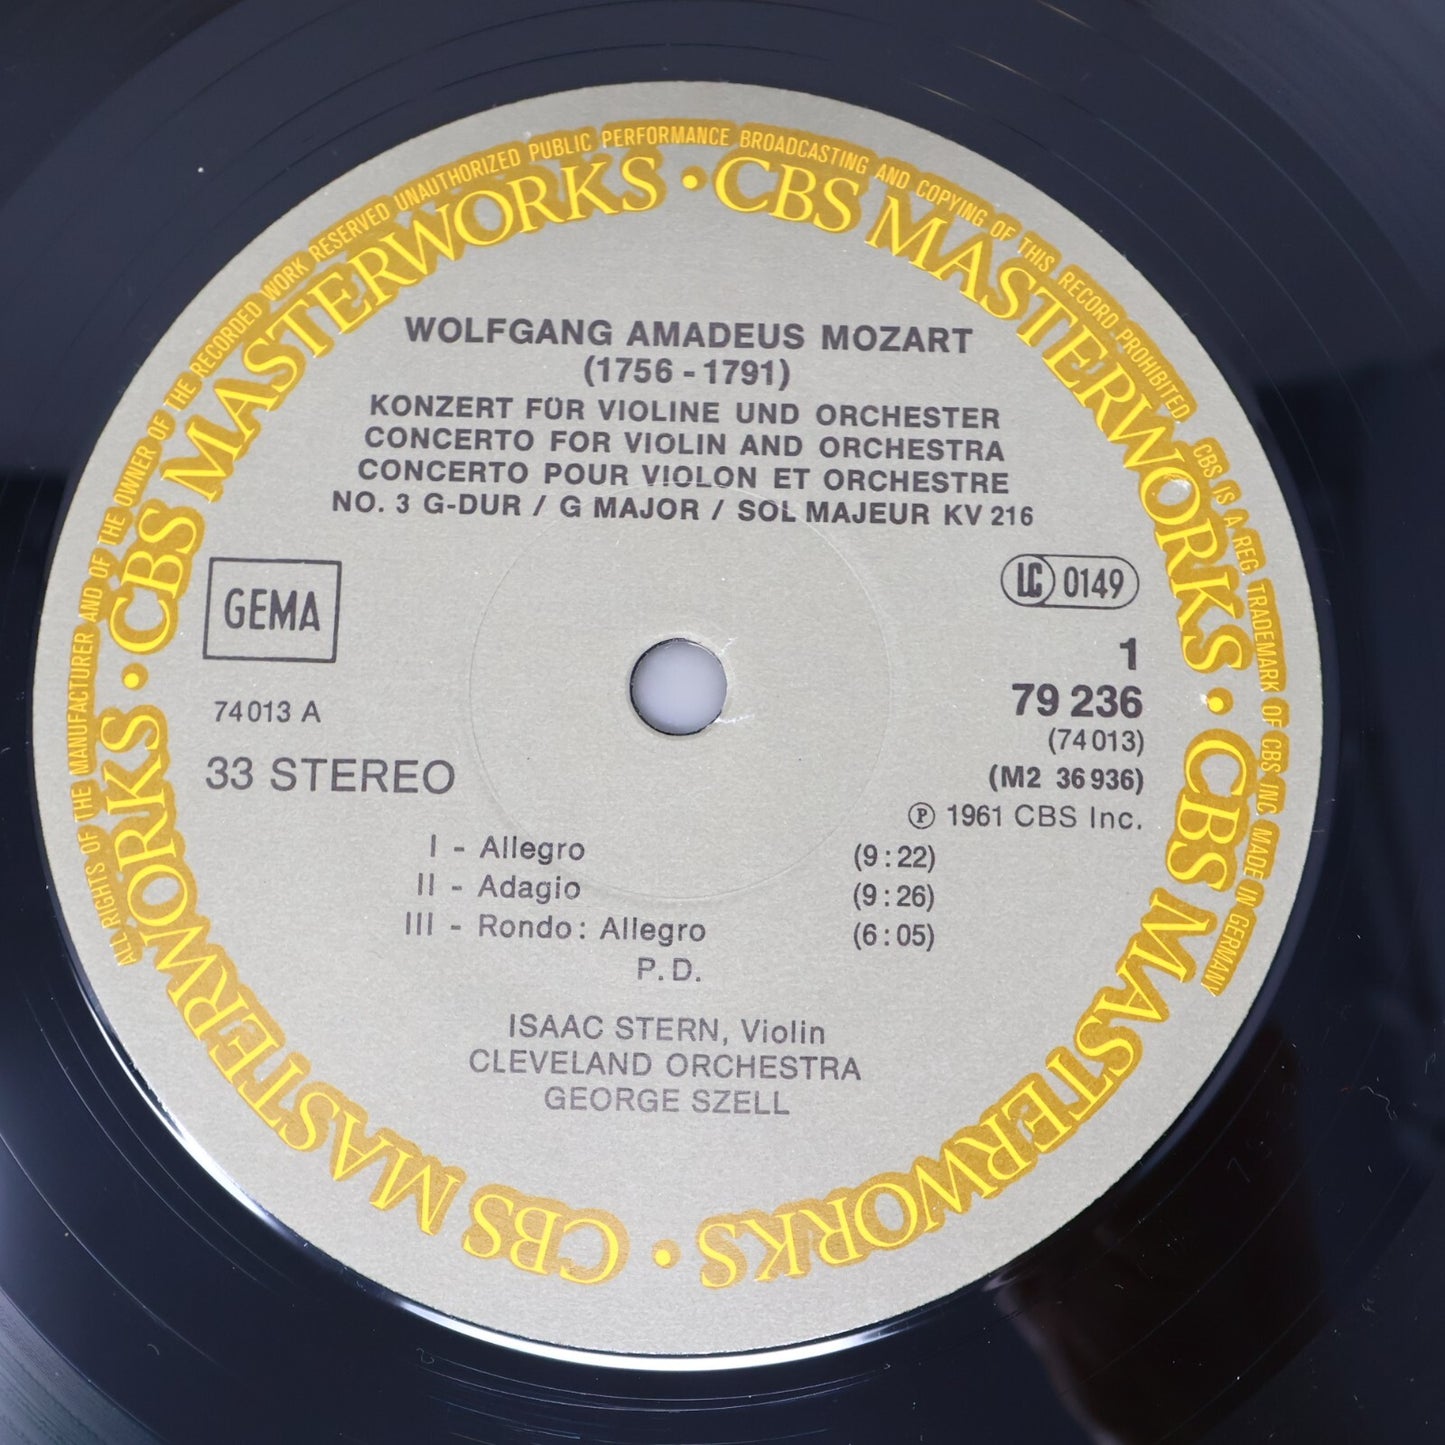 ALL RIGHTS OF THE MANUFACTURER AND OF THE OWNER OF THE RECORDED WORK RESERVED UNAUTHORIZED PUBLIC PERFORMANCE BROADCASTING AND COPYING OF THIS RECORD PROHIBITED CBS IS A REG. TRADEMARK OF CBS INC MADE IN GERMANY
CBS MASTERWORKS · CBS MASTERWORKS · CBS MASTERWORKS · CBS MASTERWORKS ·
WOLFGANG AMADEUS MOZART
(1756 - 1791)
KONZERT FÜR VIOLINE UND ORCHESTER
CONCERTO FOR VIOLIN AND ORCHESTRA
CONCERTO POUR VIOLON ET ORCHESTRE
NO. 3 G-DUR / G MAJOR / SOL MAJEUR KV 216
GEMA
LC 0149
1
79 236
74 013 A
(74 013)
33 STEREO
(M2 36 936)
Ⓟ 1961 CBS Inc.
I - Allegro (9 : 22)
II - Adagio (9 : 26)
III - Rondo : Allegro (6 : 05)
P. D.
ISAAC STERN, Violin
CLEVELAND ORCHESTRA
GEORGE SZELL